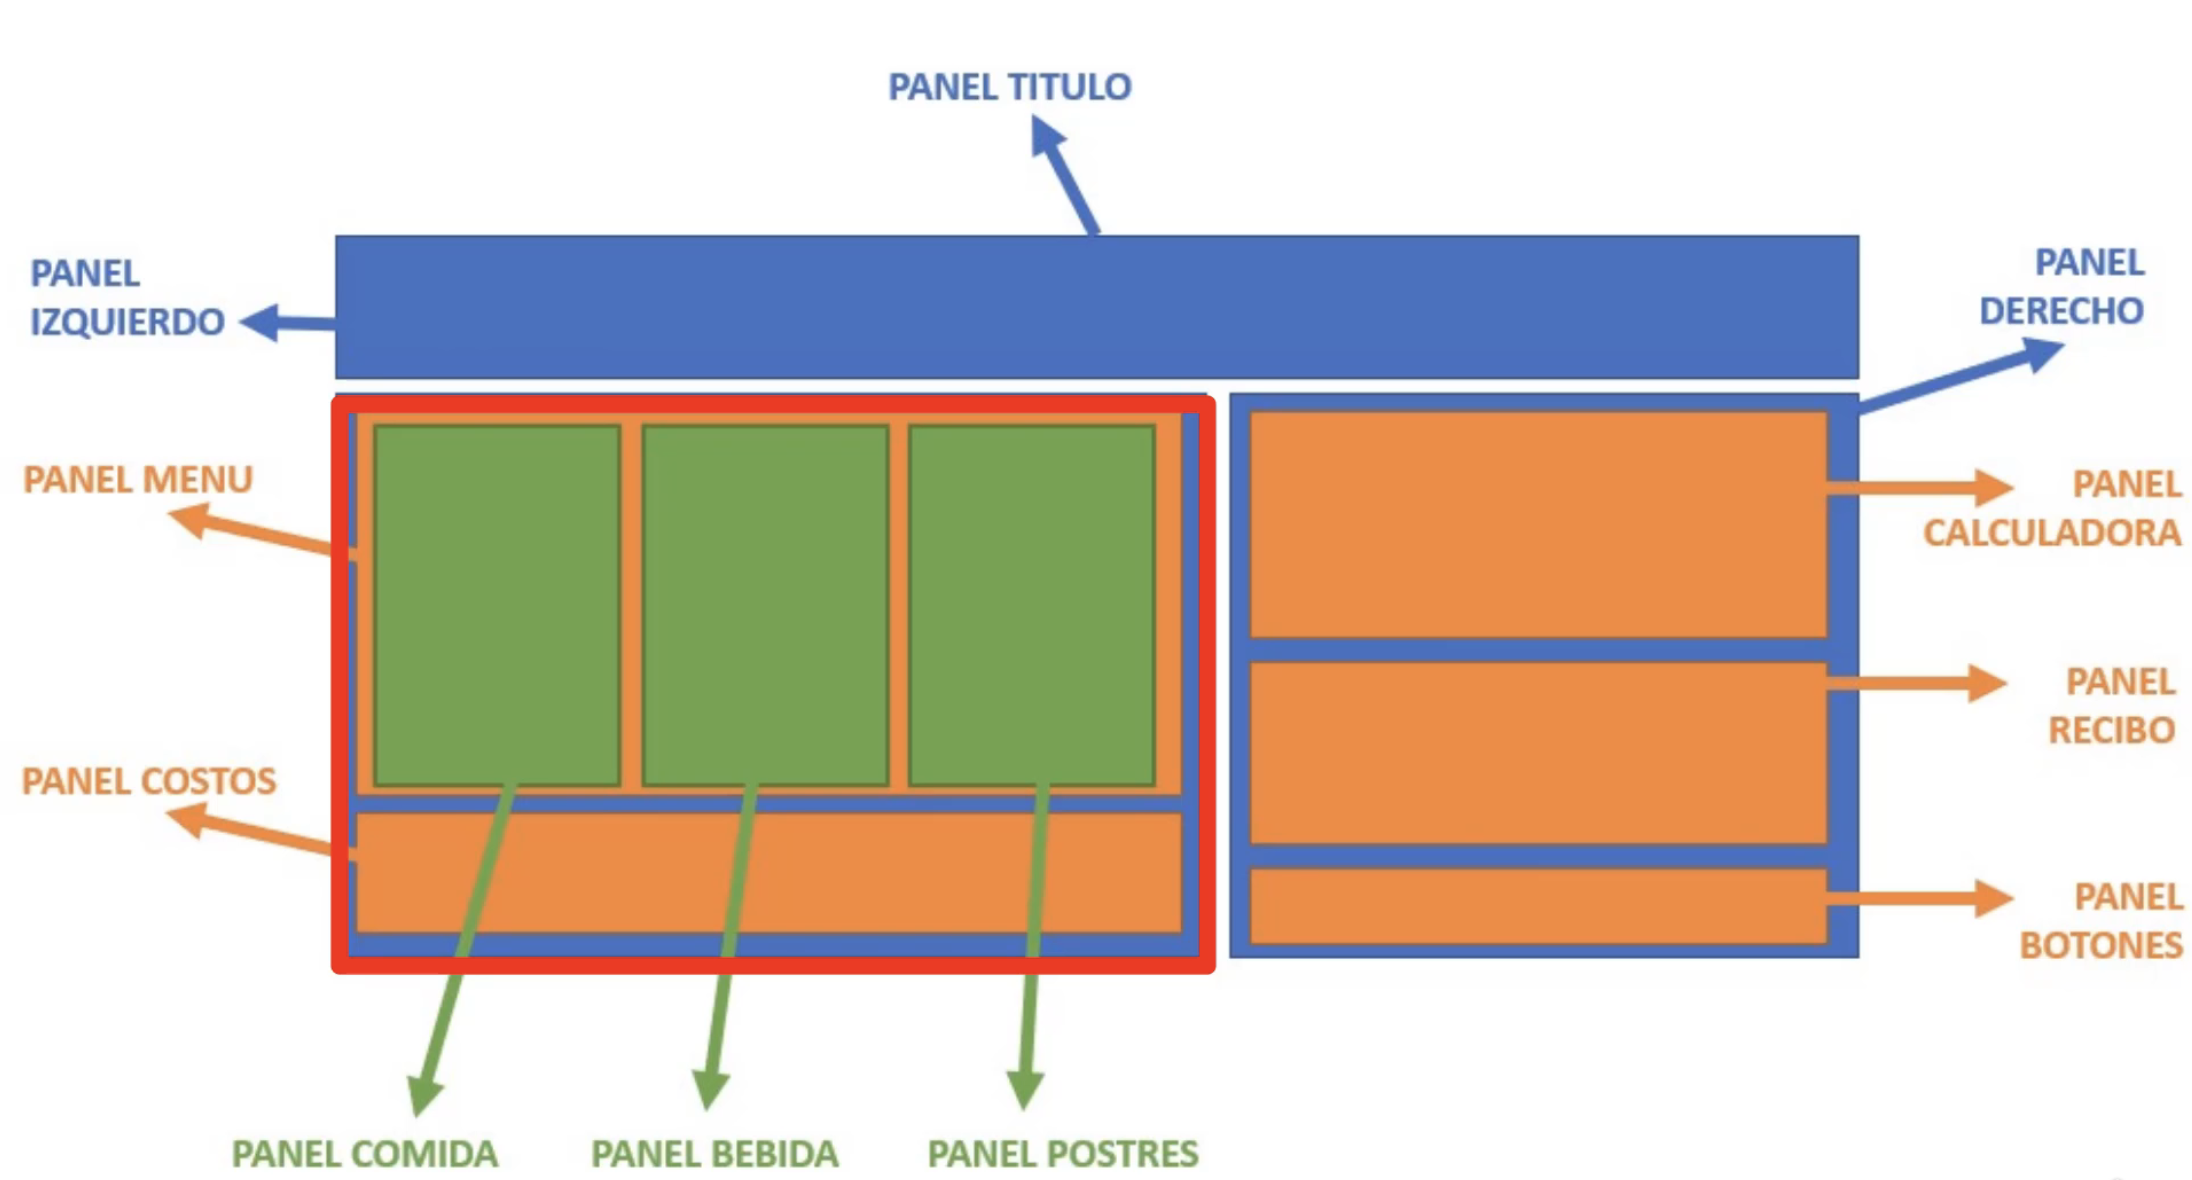 PANEL TITULO
PANEL
IZQUIERDO
PANEL
DERECHO
PANEL MENU
PANEL
CALCULADORA
PANEL
RECIBO
PANEL COSTOS
PANEL
BOTONES
PANEL COMIDA
PANEL BEBIDA
PANEL POSTRES